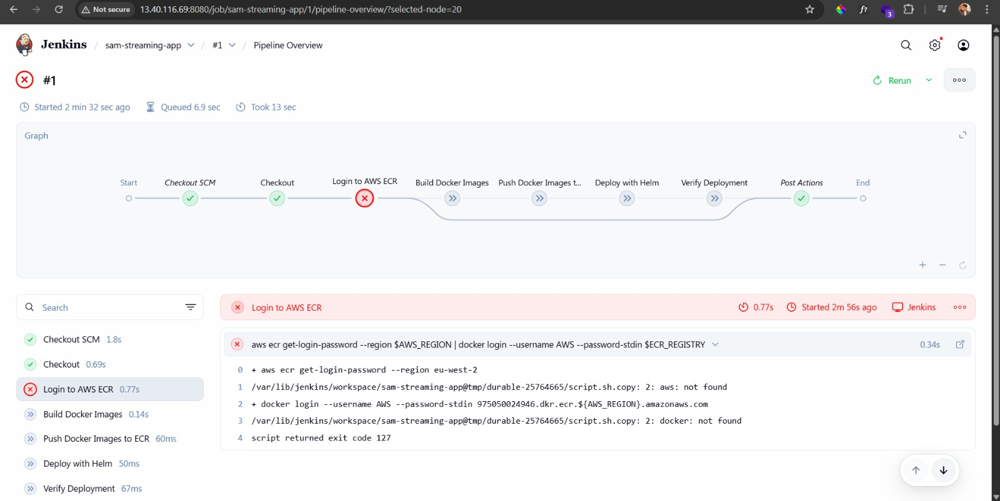 Not secure 13.40.116.69:8080/job/sam-streaming-app/1/pipeline-overview/?selected-node=20
3
Jenkins / sam-streaming-app / #1 / Pipeline Overview
#1
Rerun
Started 2 min 32 sec ago Queued 6.9 sec Took 13 sec
Graph
Start Checkout SCM Checkout Login to AWS ECR Build Docker Images Push Docker Images t... Deploy with Helm Verify Deployment Post Actions End
Search
Login to AWS ECR 0.77s Started 2m 56s ago Jenkins
Checkout SCM 1.8s
Checkout 0.69s
Login to AWS ECR 0.77s
Build Docker Images 0.14s
Push Docker Images to ECR 60ms
Deploy with Helm 50ms
Verify Deployment 67ms
aws ecr get-login-password --region $AWS_REGION | docker login --username AWS --password-stdin $ECR_REGISTRY 0.34s
0 + aws ecr get-login-password --region eu-west-2
1 /var/lib/jenkins/workspace/sam-streaming-app@tmp/durable-25764665/script.sh.copy: 2: aws: not found
2 + docker login --username AWS --password-stdin 975050024946.dkr.ecr.${AWS_REGION}.amazonaws.com
3 /var/lib/jenkins/workspace/sam-streaming-app@tmp/durable-25764665/script.sh.copy: 2: docker: not found
4 script returned exit code 127